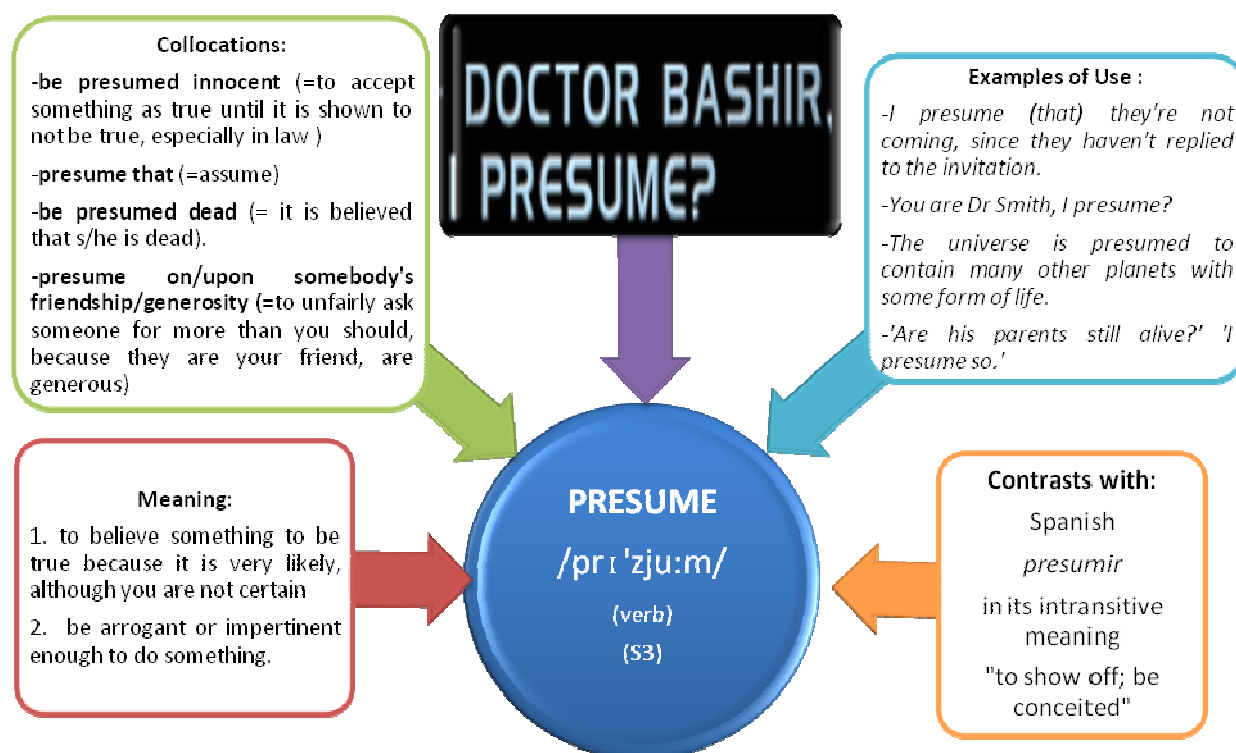 Collocations:
-be presumed innocent (=to accept
something as true until it is shown to
not be true, especially in law )
-presume that (=assume)
-be presumed dead (= it is believed
that s/he is dead).
-presume on/upon somebody's
friendship/generosity (=to unfairly ask
someone for more than you should,
because they are your friend, are
generous)
DOCTOR BASHIR,
I PRESUME?
Examples of Use :
-I presume (that) they're not
coming, since they haven't replied
to the invitation.
-You are Dr Smith, I presume?
-The universe is presumed to
contain many other planets with
some form of life.
-'Are his parents still alive?' 'I
presume so.'
Meaning:
1. to believe something to be
true because it is very likely,
although you are not certain
2. be arrogant or impertinent
enough to do something.
PRESUME
/prɪ'zju:m/
(verb)
(S3)
Contrasts with:
Spanish
presumir
in its intransitive
meaning
"to show off; be
conceited"